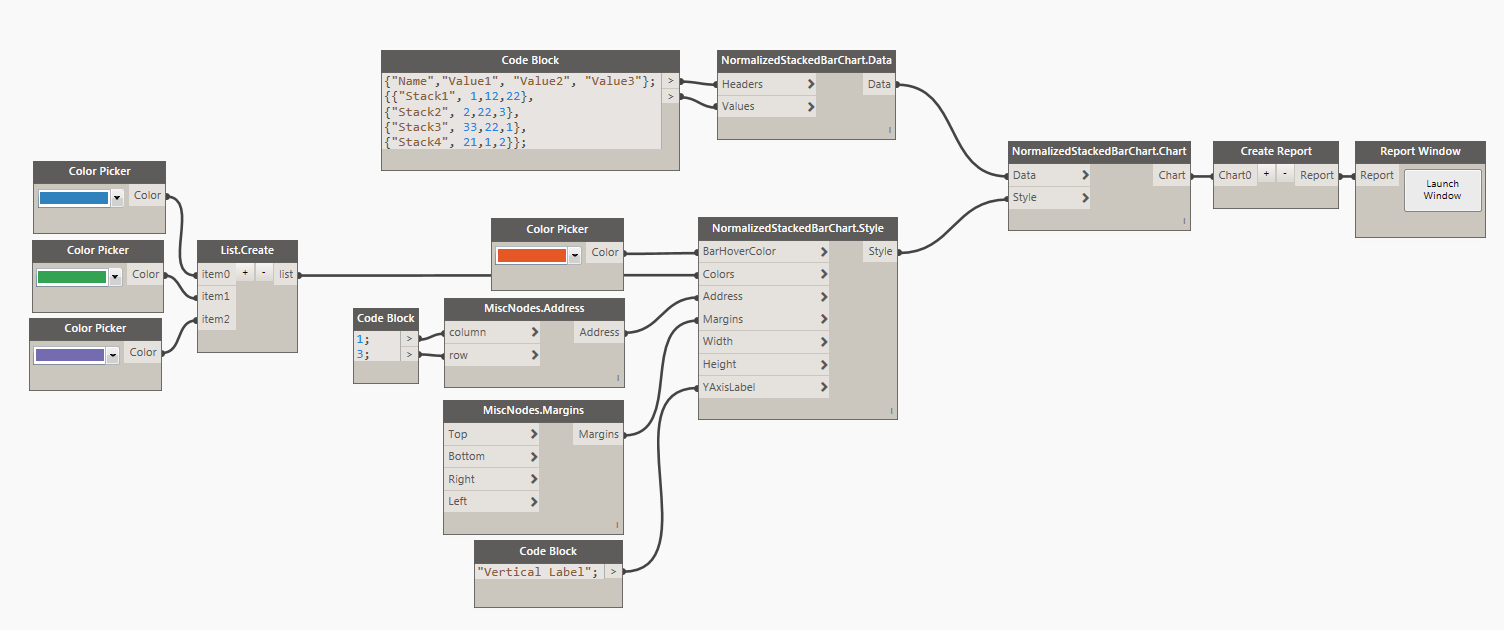 Code Block
{"Name","Value1", "Value2", "Value3"}; >
{{"Stack1", 1,12,22}, >
{"Stack2", 2,22,3},
{"Stack3", 33,22,1},
{"Stack4", 21,1,2}};
NormalizedStackedBarChart.Data
Headers > Data
Values >
Color Picker
Color
Color Picker
Color
Color Picker
Color
List.Create
item0 + - list
item1
item2
Color Picker
Color
Code Block
1; >
3; >
MiscNodes.Address
column > Address
row >
MiscNodes.Margins
Top > Margins
Bottom >
Right >
Left >
Code Block
"Vertical Label"; >
NormalizedStackedBarChart.Style
BarHoverColor > Style
Colors >
Address >
Margins >
Width >
Height >
YAxisLabel >
NormalizedStackedBarChart.Chart
Data > Chart
Style >
Create Report
Chart0 + - Report
Report Window
Report
Launch
Window